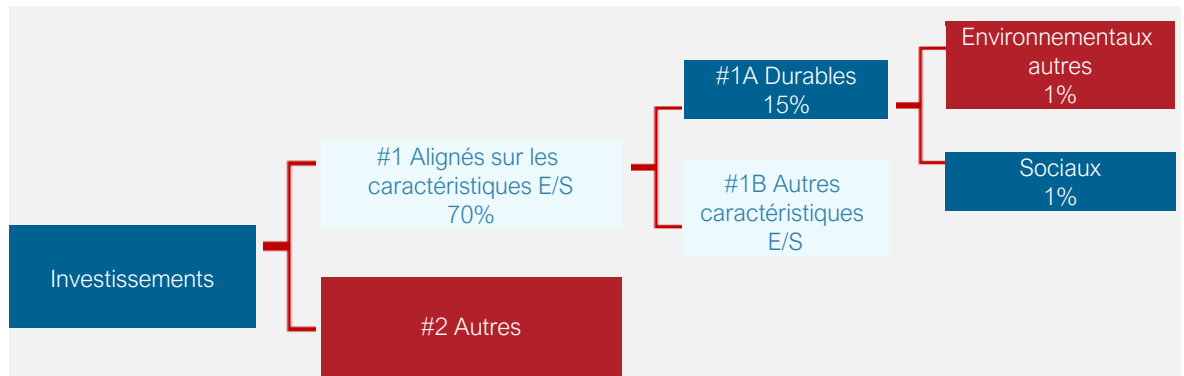 Investissements
#1 Alignés sur les
caractéristiques E/S
70%
#2 Autres
#1A Durables
15%
#1B Autres
caractéristiques
E/S
Environnementaux
autres
1%
Sociaux
1%